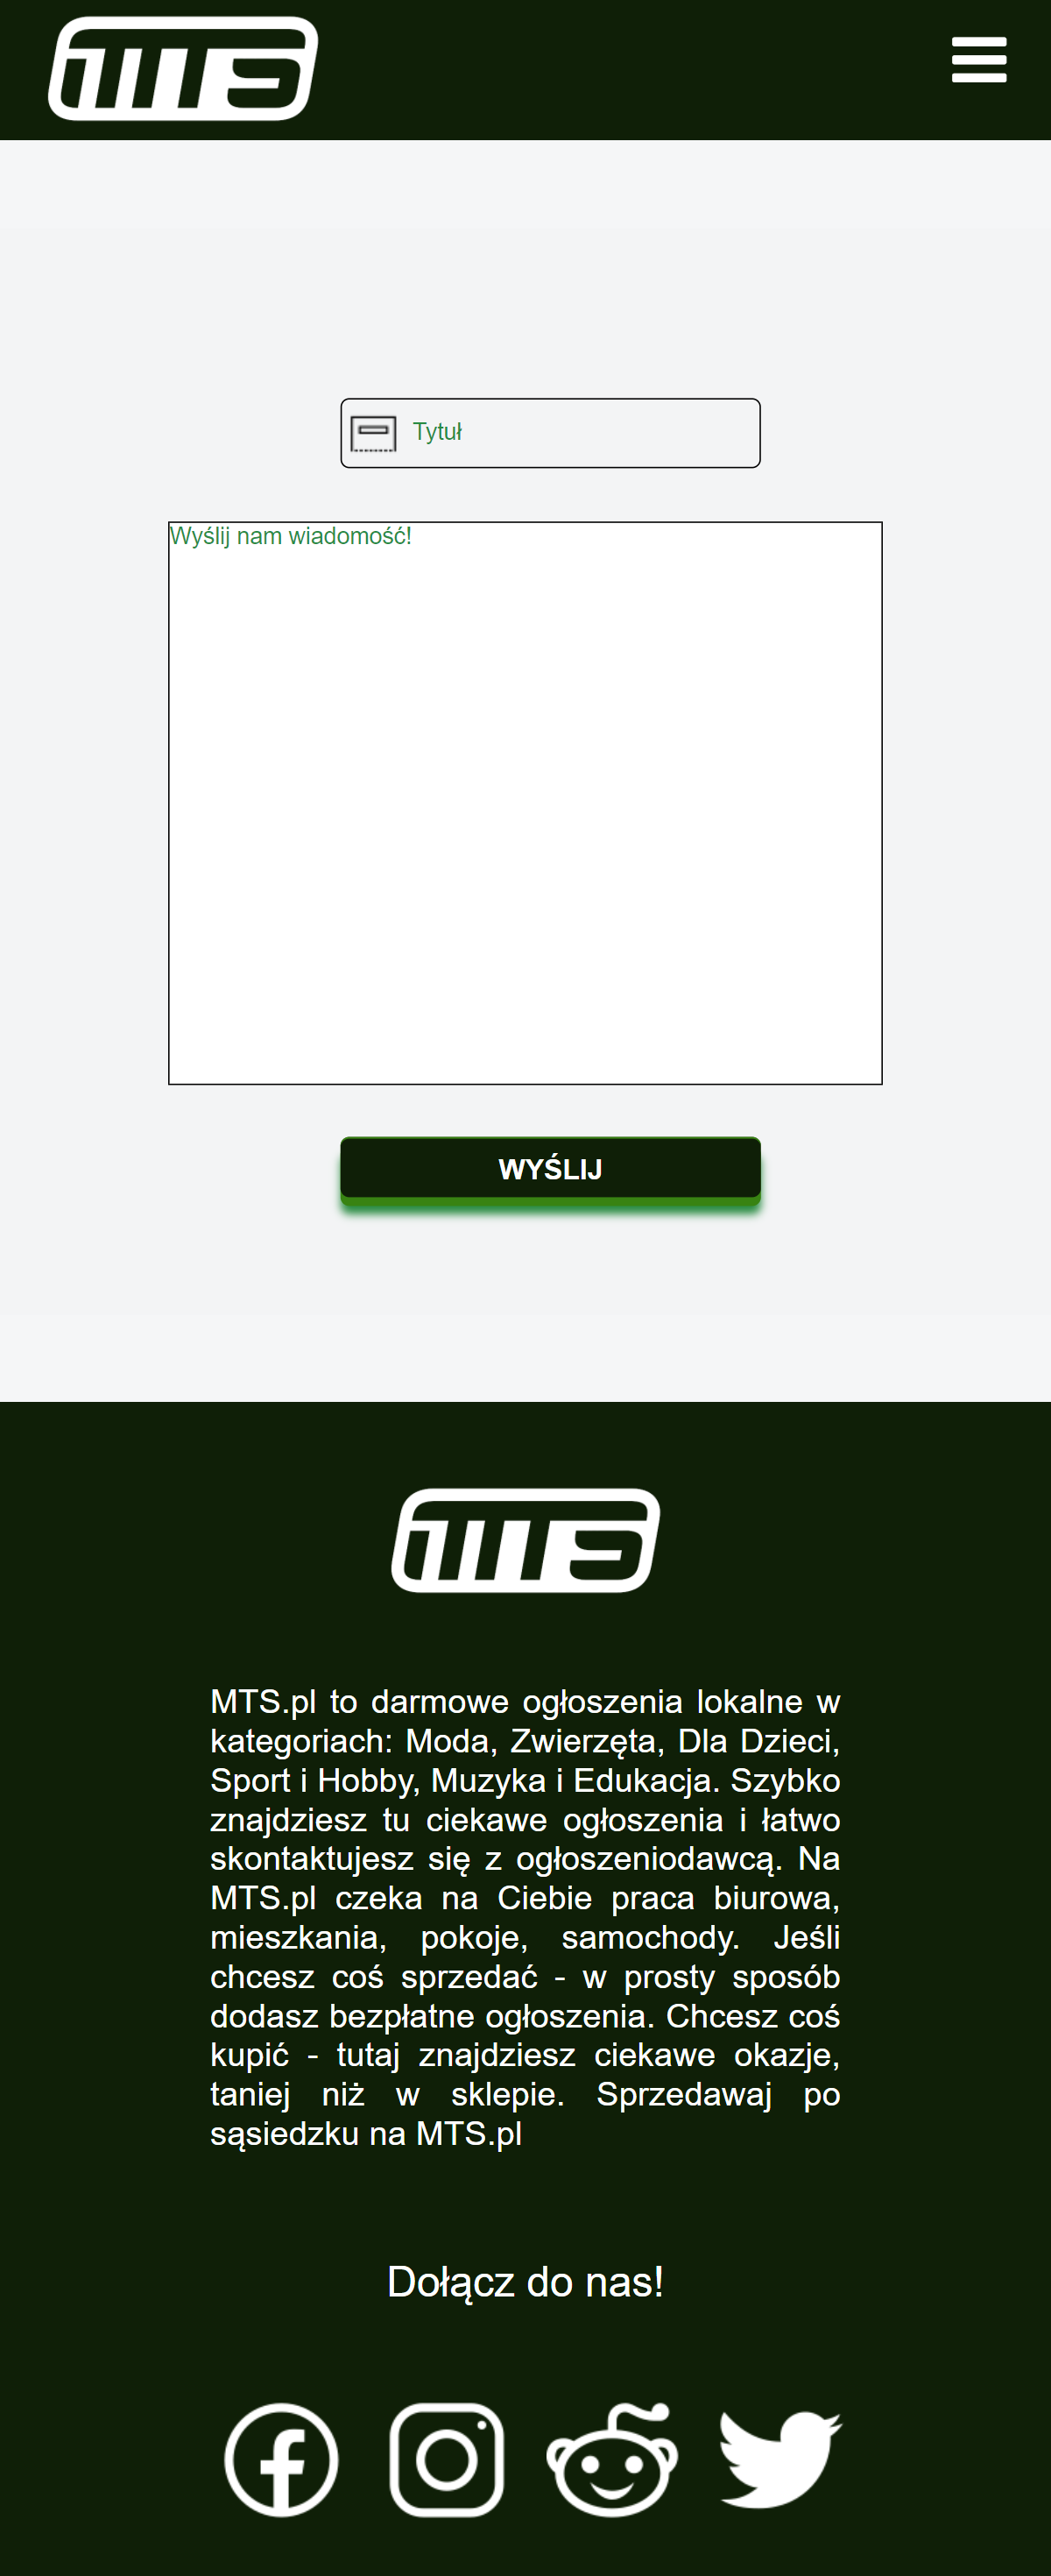 MTS
Tytuł
Wyślij nam wiadomość!
WYŚLIJ
MTS
MTS.pl to darmowe ogłoszenia lokalne w
kategoriach: Moda, Zwierzęta, Dla Dzieci,
Sport i Hobby, Muzyka i Edukacja. Szybko
znajdziesz tu ciekawe ogłoszenia i łatwo
skontaktujesz się z ogłoszeniodawcą. Na
MTS.pl czeka na Ciebie praca biurowa,
mieszkania, pokoje, samochody. Jeśli
chcesz coś sprzedać - w prosty sposób
dodasz bezpłatne ogłoszenia. Chcesz coś
kupić - tutaj znajdziesz ciekawe okazje,
taniej niż w sklepie. Sprzedawaj po
sąsiedzku na MTS.pl
Dołącz do nas!